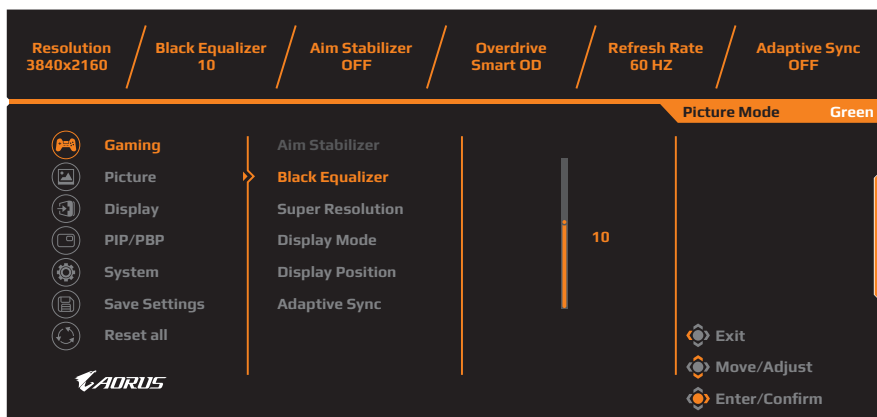 Resolution
3840x2160
Black Equalizer
10
Aim Stabilizer
OFF
Overdrive
Smart OD
Refresh Rate
60 HZ
Adaptive Sync
OFF
Picture Mode Green
Gaming
Picture
Display
PIP/PBP
System
Save Settings
Reset all
Aim Stabilizer
Black Equalizer
Super Resolution
Display Mode
Display Position
Adaptive Sync
10
Exit
Move/Adjust
Enter/Confirm
AORUS